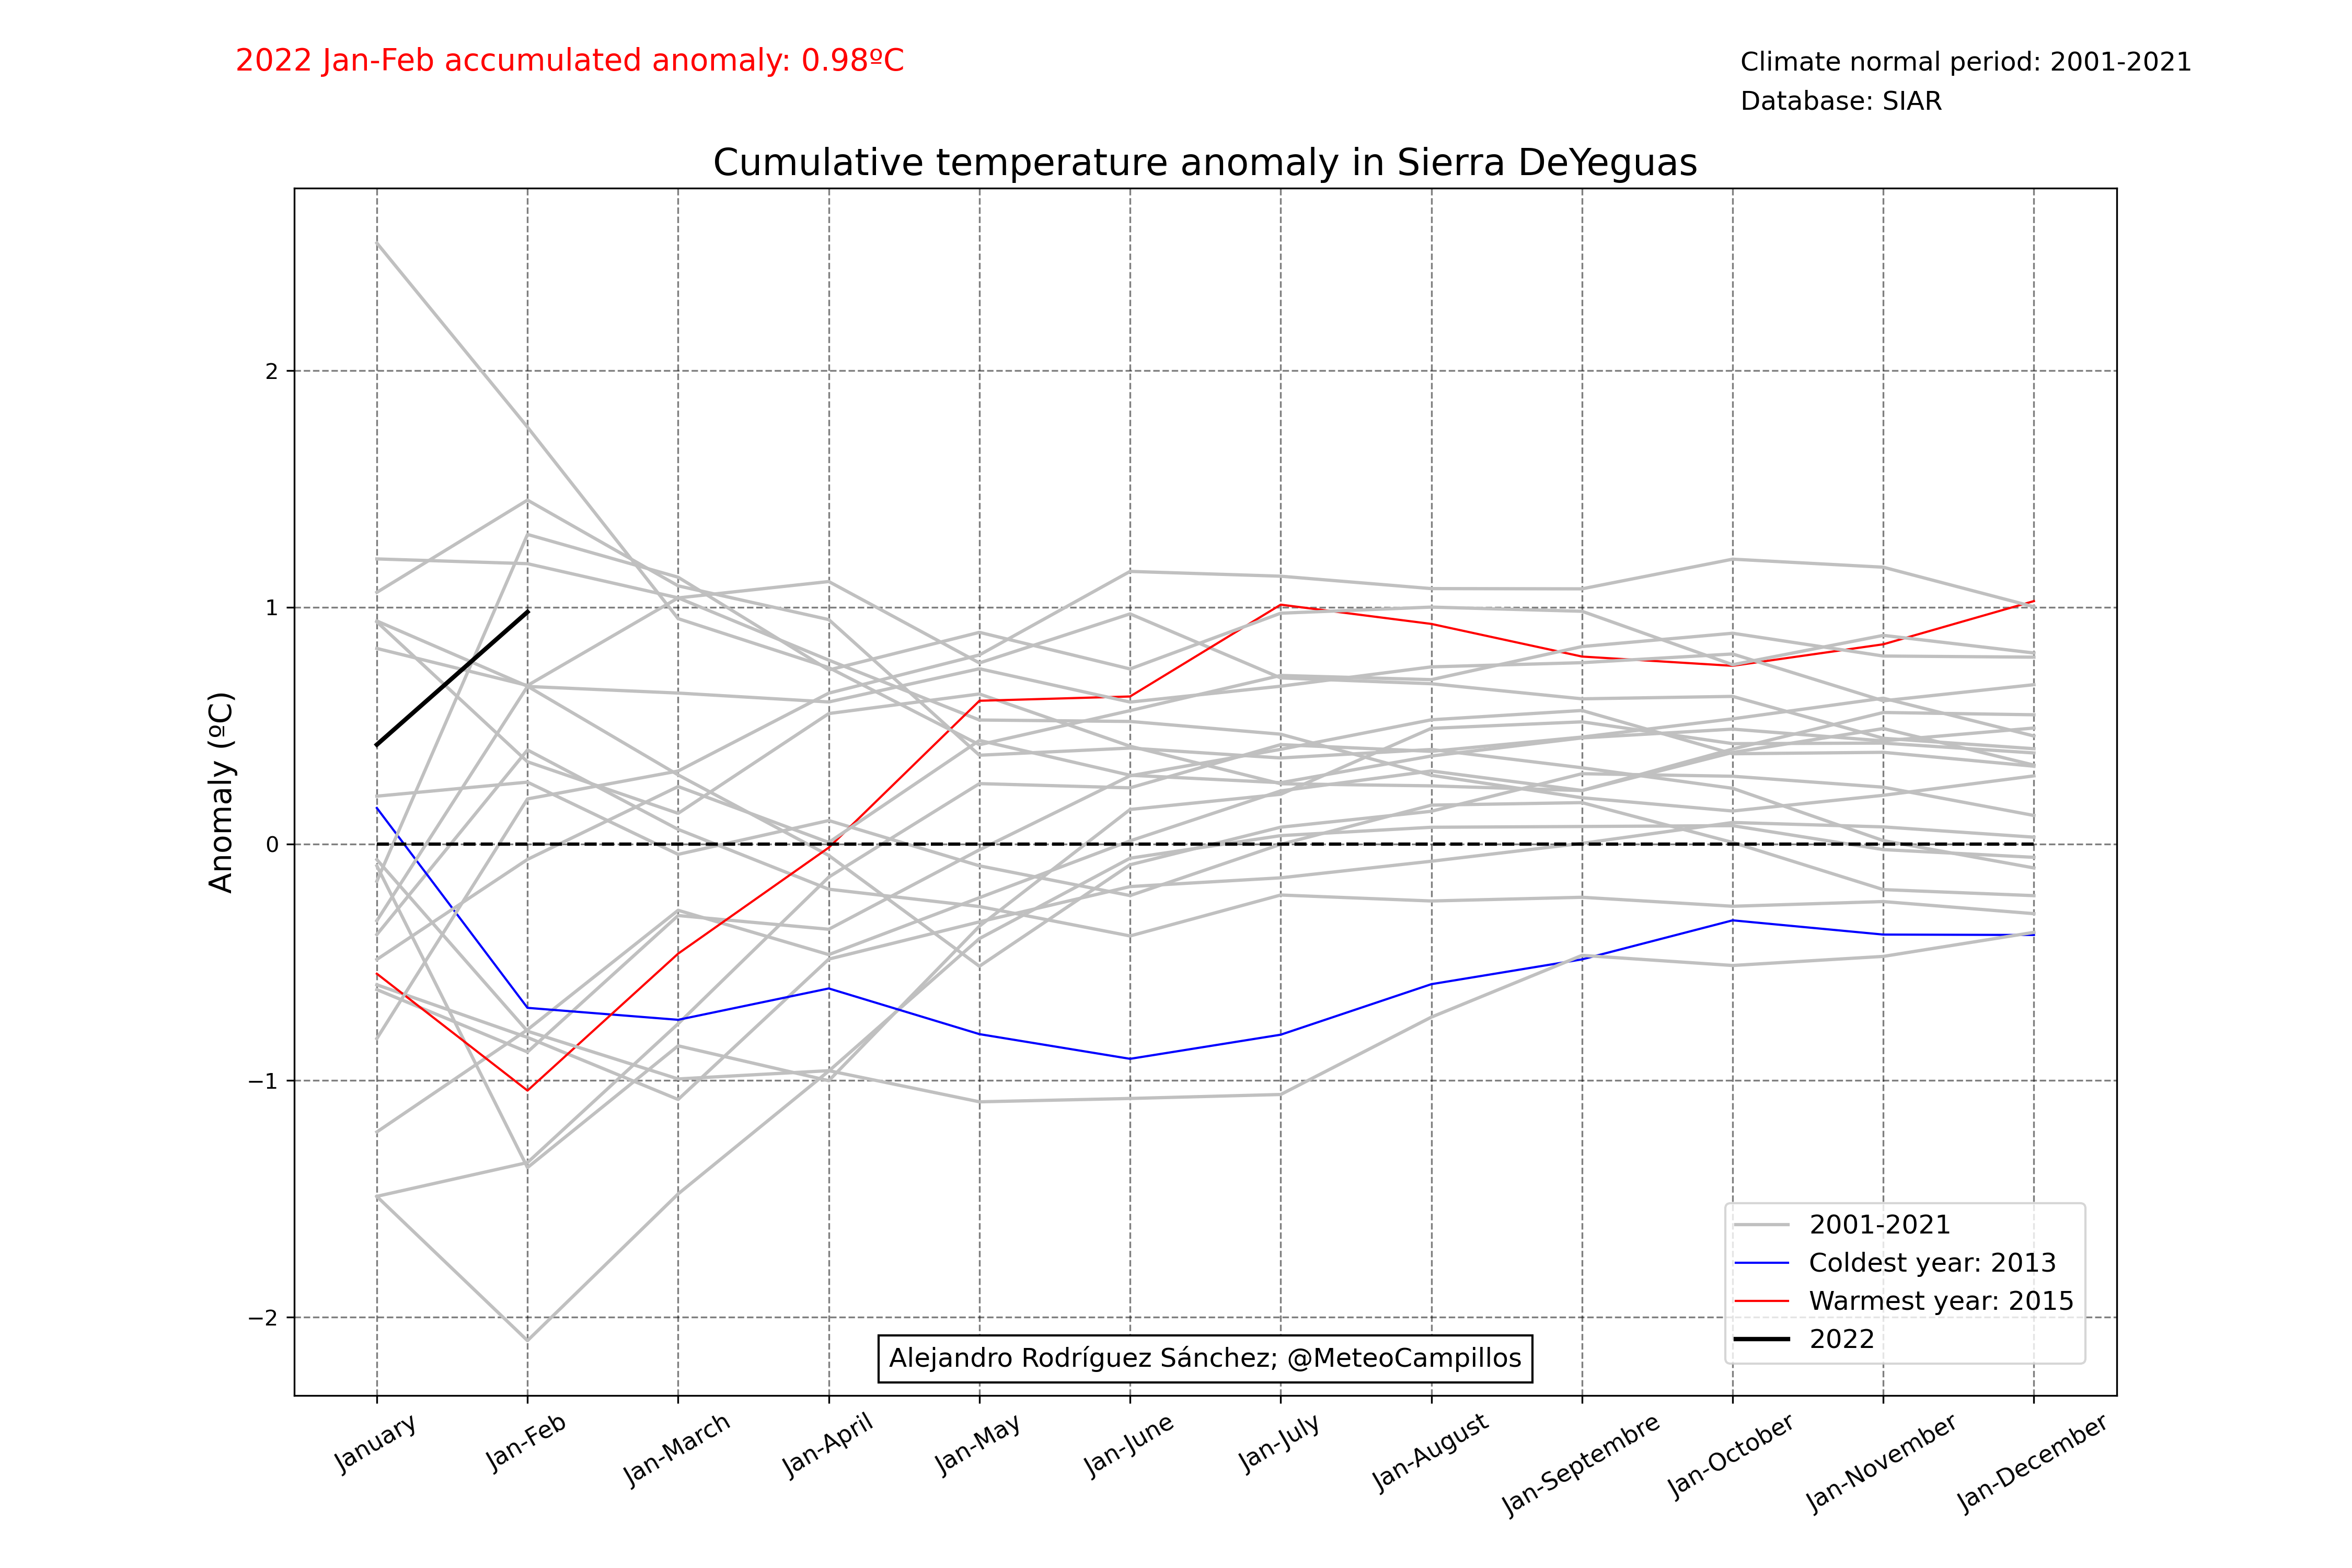 2022 Jan-Feb accumulated anomaly: 0.98ºC
Climate normal period: 2001-2021
Database: SIAR
Cumulative temperature anomaly in Sierra DeYeguas
Anomaly (ºC)
2
1
0
−1
−2
2001-2021
Coldest year: 2013
Warmest year: 2015
2022
Alejandro Rodríguez Sánchez; @MeteoCampillos
January
Jan-Feb
Jan-March
Jan-April
Jan-May
Jan-June
Jan-July
Jan-August
Jan-Septembre
Jan-October
Jan-November
Jan-December